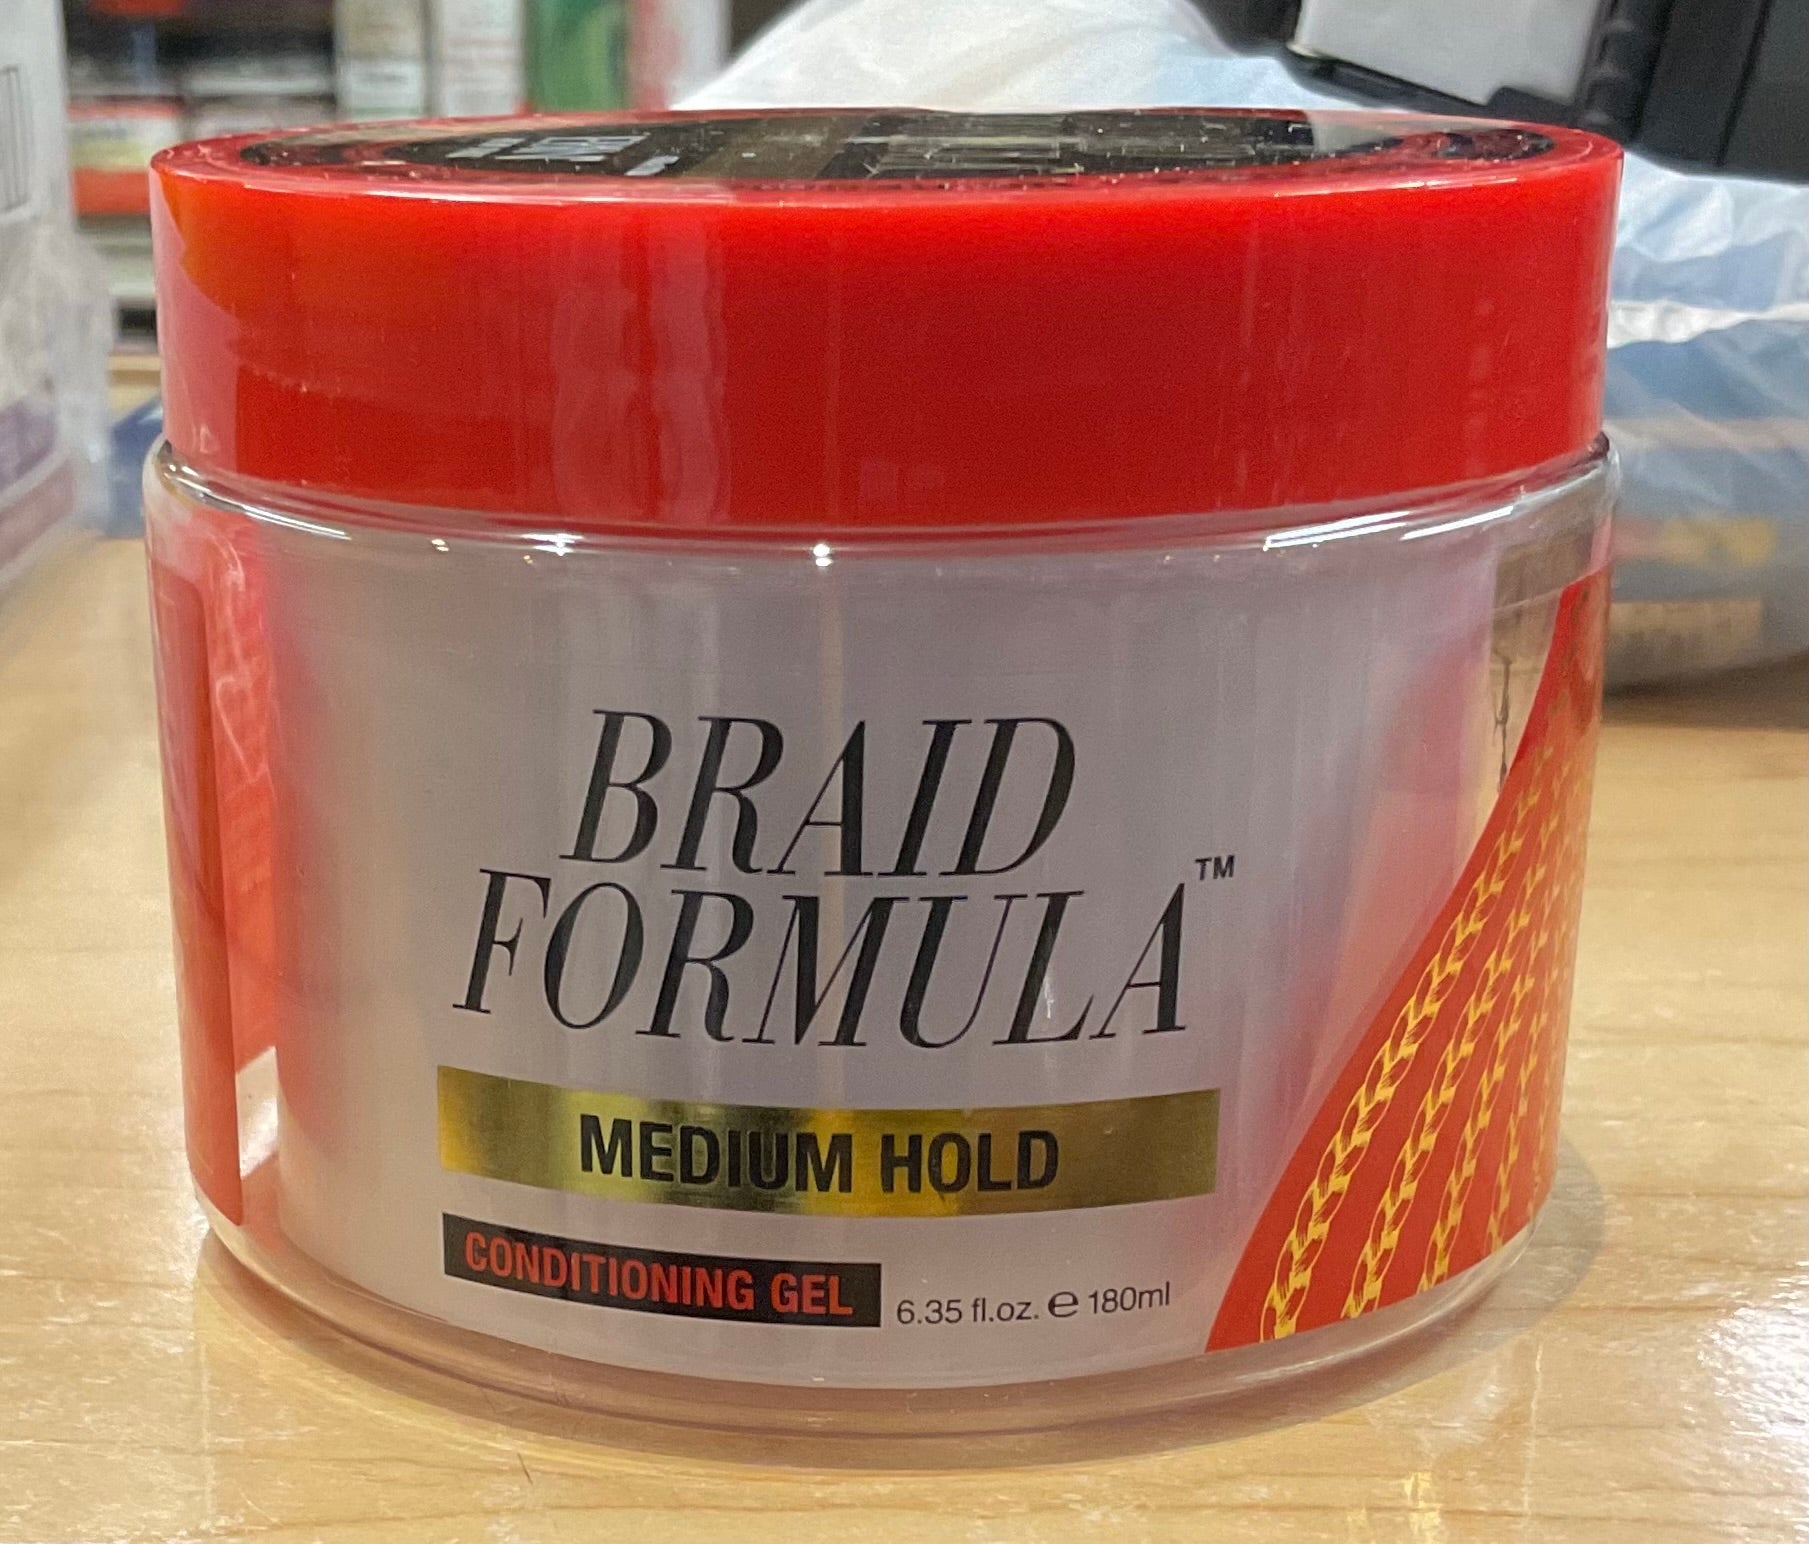 BRAID
FORMULA™
MEDIUM HOLD
CONDITIONING GEL
6.35 fl.oz. ℮ 180ml